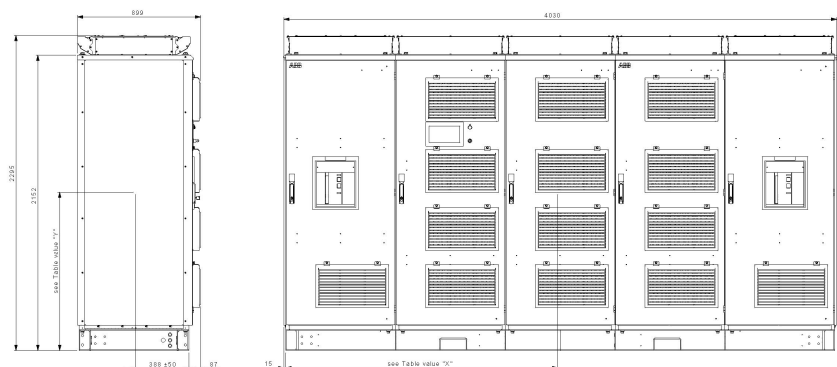 899
4030
ABB
ABB
2295
2152
see Table value "Y"
388 ±50
87
15
see Table value "X"